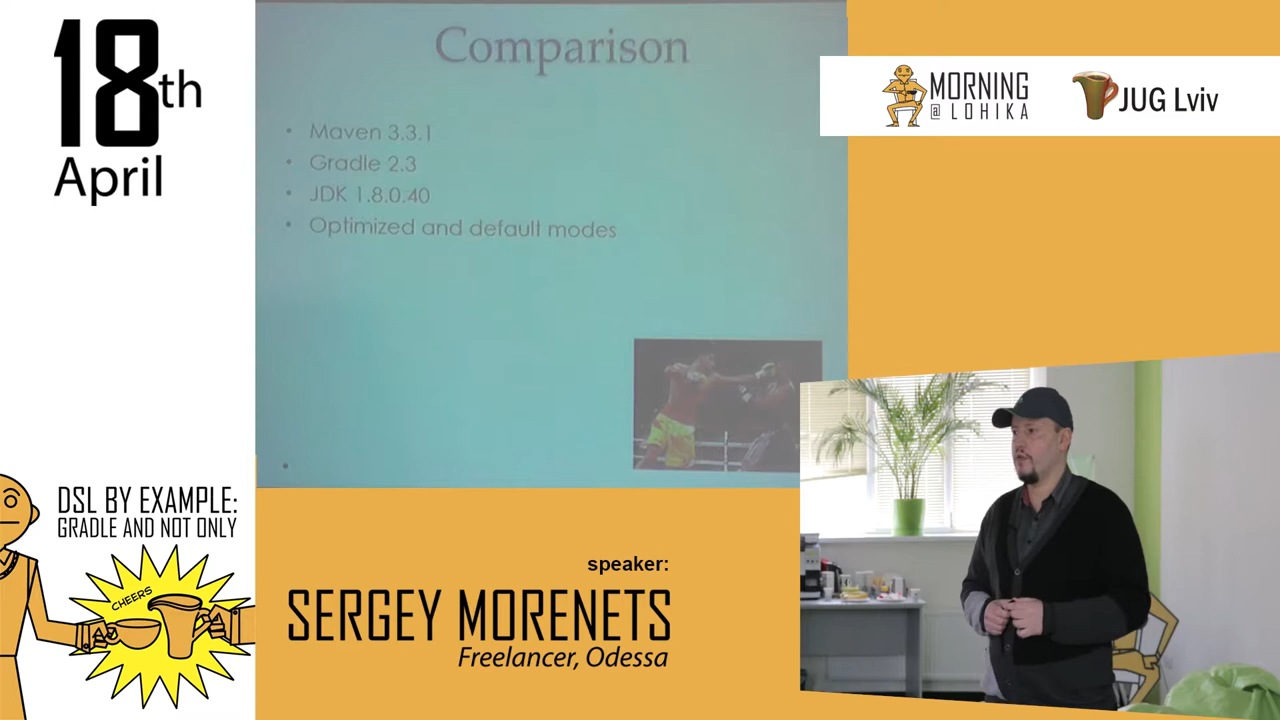 18th
April
Comparison
• Maven 3.3.1
• Gradle 2.3
• JDK 1.8.0.40
• Optimized and default modes
MORNING
@ LOHIKA
JUG Lviv
DSL BY EXAMPLE:
GRADLE AND NOT ONLY
CHEERS
speaker:
SERGEY MORENETS
Freelancer, Odessa